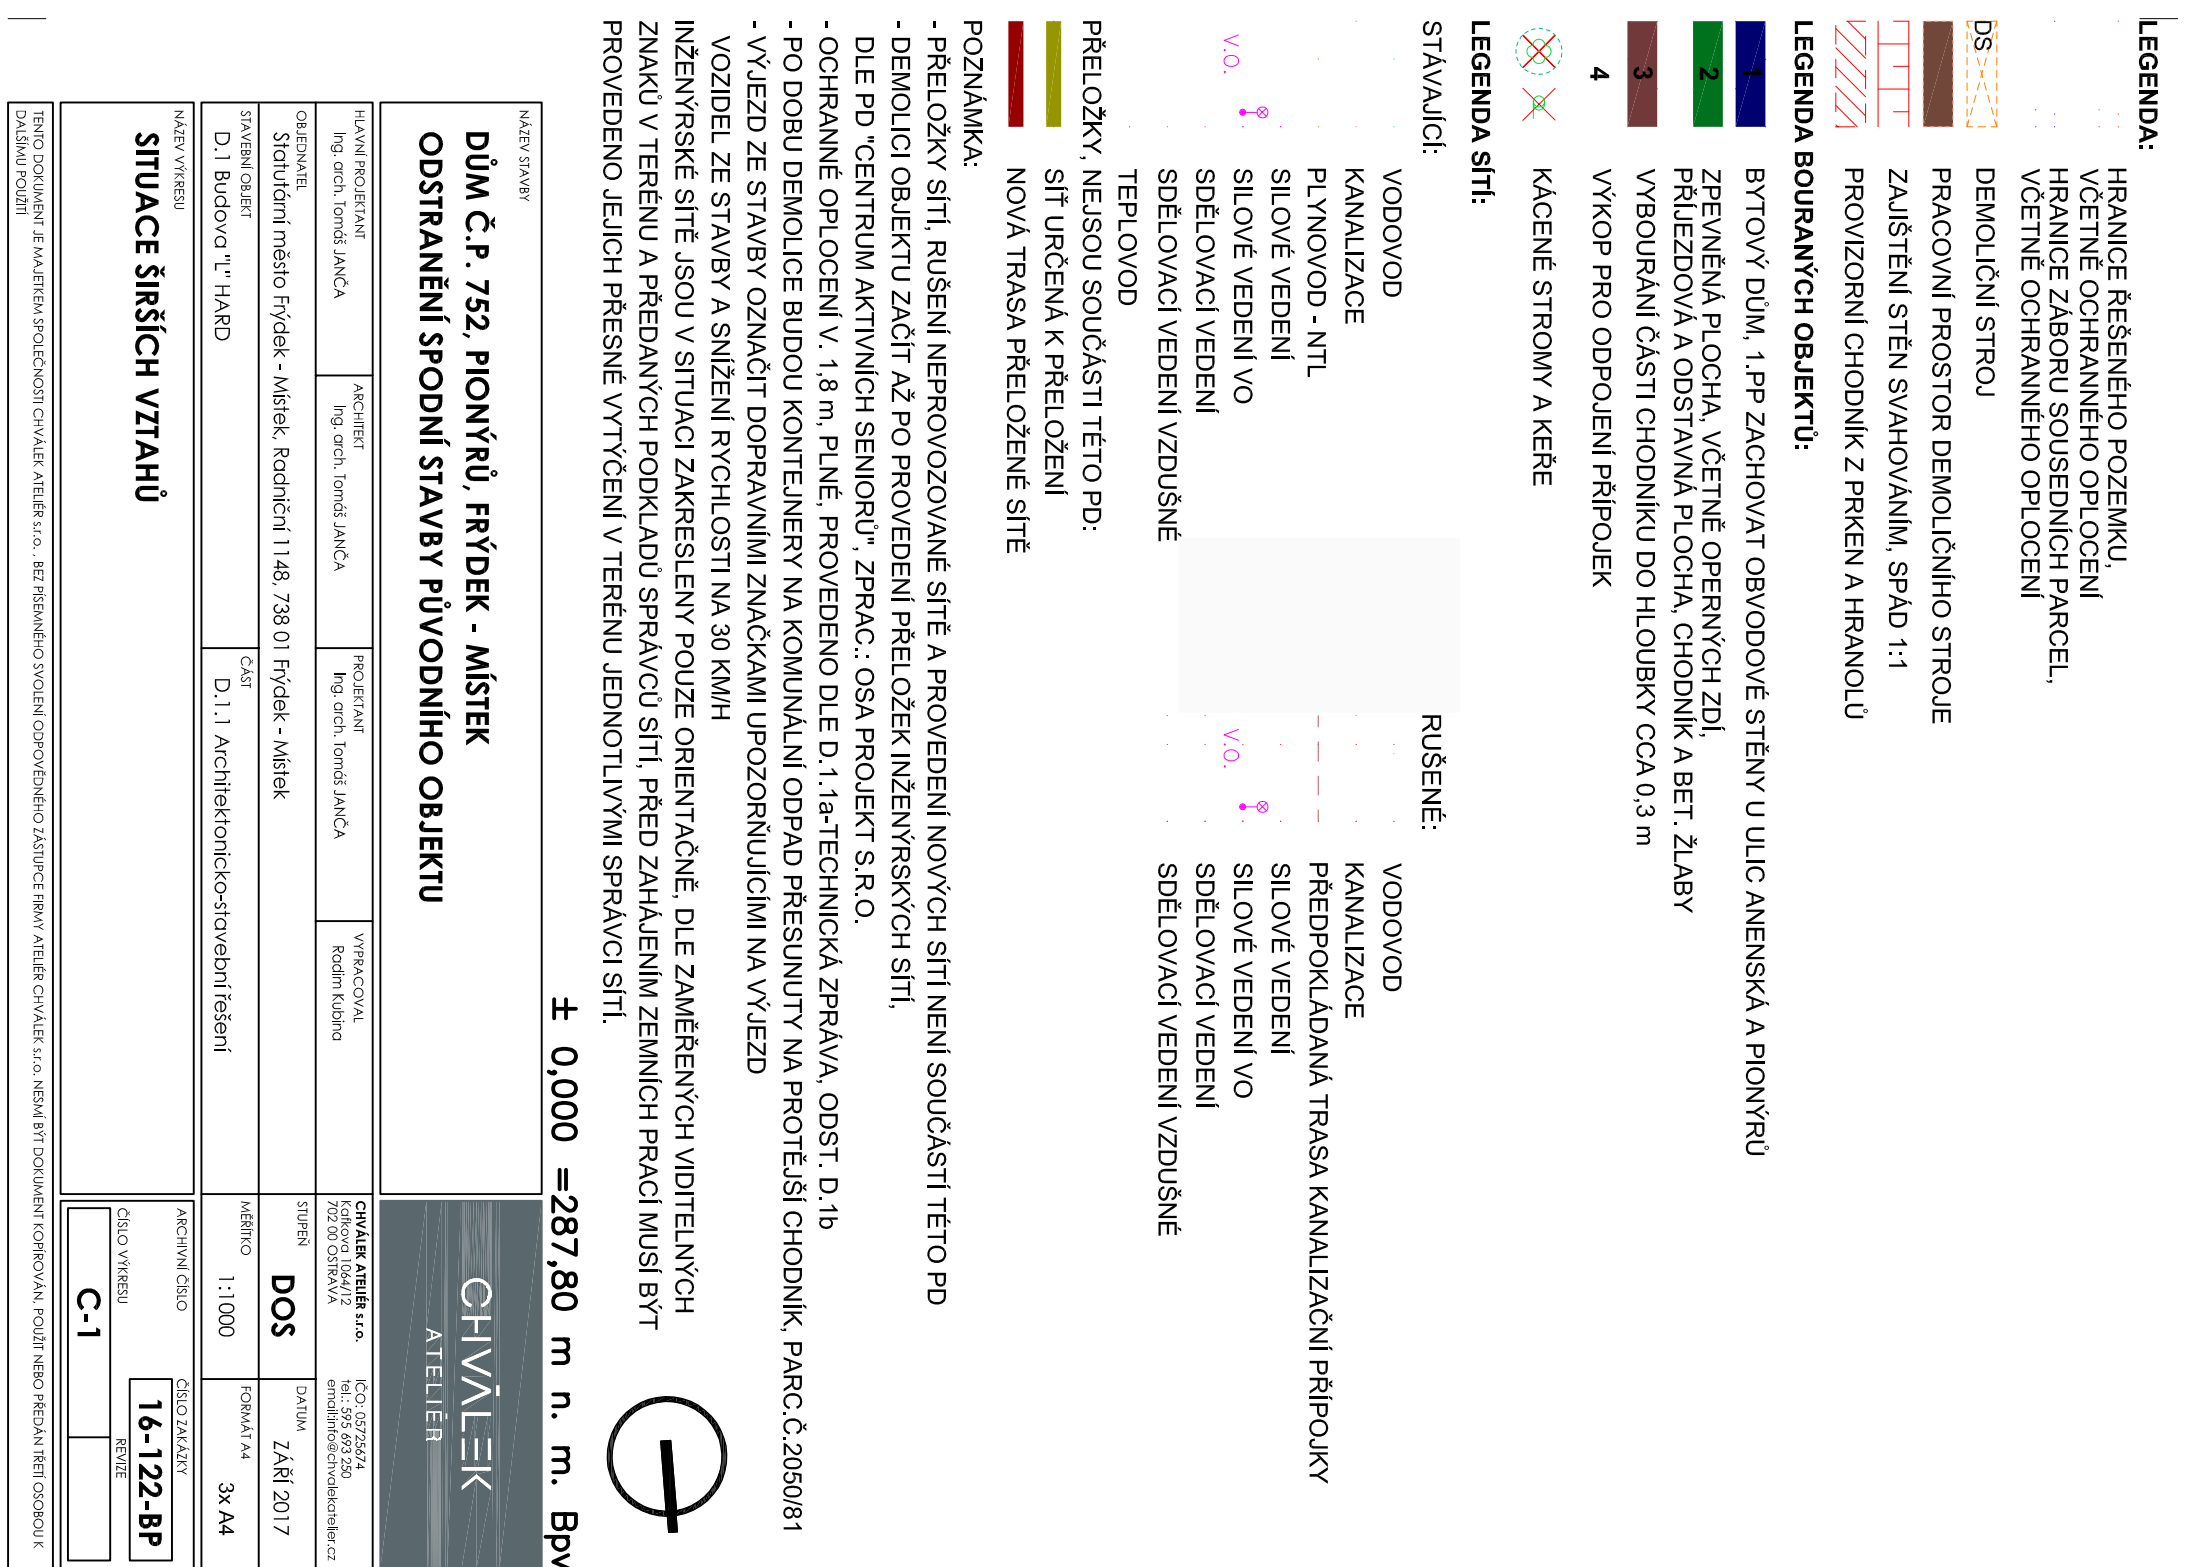 LEGENDA:
HRANICE ŘEŠENÉHO POZEMKU,
VČETNĚ OCHRANNÉHO OPLOCENÍ
HRANICE ZÁBORU SOUSEDNÍCH PARCEL,
VČETNĚ OCHRANNÉHO OPLOCENÍ
DS
DEMOLIČNÍ STROJ
PRACOVNÍ PROSTOR DEMOLIČNÍHO STROJE
ZAJIŠTĚNÍ STĚN SVAHOVÁNÍM, SPÁD 1:1
PROVIZORNÍ CHODNÍK Z PRKEN A HRANOLŮ
LEGENDA BOURANÝCH OBJEKTŮ:
1 BYTOVÝ DŮM, 1.PP ZACHOVAT OBVODOVÉ STĚNY U ULIC ANENSKÁ A PIONÝRŮ
2 ZPEVNĚNÁ PLOCHA, VČETNĚ OPERNÝCH ZDÍ,
PŘÍJEZDOVÁ A ODSTAVNÁ PLOCHA, CHODNÍK A BET. ŽLABY
3 VYBOURÁNÍ ČÁSTI CHODNÍKU DO HLOUBKY CCA 0,3 m
4 VÝKOP PRO ODPOJENÍ PŘÍPOJEK
KÁCENÉ STROMY A KEŘE
LEGENDA SÍTÍ:
STÁVAJÍCÍ:
VODOVOD
KANALIZACE
PLYNOVOD - NTL
SILOVÉ VEDENÍ
V.O. SILOVÉ VEDENÍ VO
SDĚLOVACÍ VEDENÍ
SDĚLOVACÍ VEDENÍ VZDUŠNÉ
TEPLOVOD
RUŠENÉ:
VODOVOD
KANALIZACE
PŘEDPOKLÁDANÁ TRASA KANALIZAČNÍ PŘÍPOJKY
SILOVÉ VEDENÍ
V.O. SILOVÉ VEDENÍ VO
SDĚLOVACÍ VEDENÍ
SDĚLOVACÍ VEDENÍ VZDUŠNÉ
PŘELOŽKY, NEJSOU SOUČÁSTI TÉTO PD:
SÍŤ URČENÁ K PŘELOŽENÍ
NOVÁ TRASA PŘELOŽENÉ SÍTĚ
POZNÁMKA:
- PŘELOŽKY SÍTÍ, RUŠENÍ NEPROVOZOVANÉ SÍTĚ A PROVEDENÍ NOVÝCH SÍTÍ NENÍ SOUČÁSTÍ TÉTO PD
- DEMOLICI OBJEKTU ZAČÍT AŽ PO PROVEDENÍ PŘELOŽEK INŽENÝRSKÝCH SÍTÍ,
DLE PD "CENTRUM AKTIVNÍCH SENIORŮ", ZPRAC.: OSA PROJEKT S.R.O.
- OCHRANNÉ OPLOCENÍ V. 1,8 m, PLNÉ, PROVEDENO DLE D.1.1a-TECHNICKÁ ZPRÁVA, ODST. D.1b
- PO DOBU DEMOLICE BUDOU KONTEJNERY NA KOMUNÁLNÍ ODPAD PŘESUNUTY NA PROTĚJŠÍ CHODNÍK, PARC.Č.2050/81
- VÝJEZD ZE STAVBY OZNAČIT DOPRAVNÍMI ZNAČKAMI UPOZORŇUJÍCÍMI NA VÝJEZD
VOZIDEL ZE STAVBY A SNÍŽENÍ RYCHLOSTI NA 30 KM/H
INŽENÝRSKÉ SÍTĚ JSOU V SITUACI ZAKRESLENY POUZE ORIENTAČNĚ, DLE ZAMĚŘENÝCH VIDITELNÝCH
ZNAKŮ V TERÉNU A PŘEDANÝCH PODKLADŮ SPRÁVCŮ SÍTÍ, PŘED ZAHÁJENÍM ZEMNÍCH PRACÍ MUSÍ BÝT
PROVEDENO JEJICH PŘESNÉ VYTÝČENÍ V TERÉNU JEDNOTLIVÝMI SPRÁVCI SÍTÍ.
± 0,000 =287,80 m n. m. Bpv
NÁZEV STAVBY
DŮM Č.P. 752, PIONÝRŮ, FRÝDEK - MÍSTEK
ODSTRANĚNÍ SPODNÍ STAVBY PŮVODNÍHO OBJEKTU
CHVÁLEK
ATELIÉR
HLAVNÍ PROJEKTANT
Ing. arch. Tomáš JANČA
ARCHITEKT
Ing. arch. Tomáš JANČA
PROJEKTANT
Ing. arch. Tomáš JANČA
VYPRACOVAL
Radim Kubina
CHVÁLEK ATELIÉR s.r.o.
Kafkova 1064/12
702 00 OSTRAVA
IČO: 05725674
tel.: 595 693 250
email:info@chvalekatelier.cz
OBJEDNATEL
Statutární město Frýdek - Místek, Radniční 1148, 738 01 Frýdek - Místek
STUPEŇ
DOS
DATUM
ZÁŘÍ 2017
STAVEBNÍ OBJEKT
D.1 Budova "L" HARD
ČÁST
D.1.1 Architektonicko-stavební řešení
MĚŘÍTKO
1:1000
FORMÁT A4
3x A4
NÁZEV VÝKRESU
SITUACE ŠIRŠÍCH VZTAHŮ
ARCHIVNÍ ČÍSLO
ČÍSLO ZAKÁZKY
16-122-BP
ČÍSLO VÝKRESU
C-1
REVIZE
TENTO DOKUMENT JE MAJETKEM SPOLEČNOSTI CHVÁLEK ATELIÉR s.r.o. , BEZ PÍSEMNÉHO SVOLENÍ ODPOVĚDNÉHO ZÁSTUPCE FIRMY ATELIÉR CHVÁLEK s.r.o. NESMÍ BÝT DOKUMENT KOPÍROVÁN, POUŽIT NEBO PŘEDÁN TŘETÍ OSOBOU K
DALŠÍMU POUŽITÍ